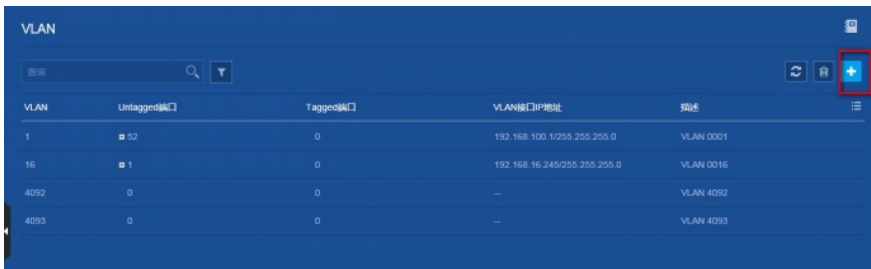 VLAN
查询
VLAN Untagged端口 Tagged端口 VLAN接口IP地址 描述
1 52 0 192.168.100.1/255.255.255.0 VLAN 0001
16 1 0 192.168.16.245/255.255.255.0 VLAN 0016
4092 0 0 -- VLAN 4092
4093 0 0 -- VLAN 4093